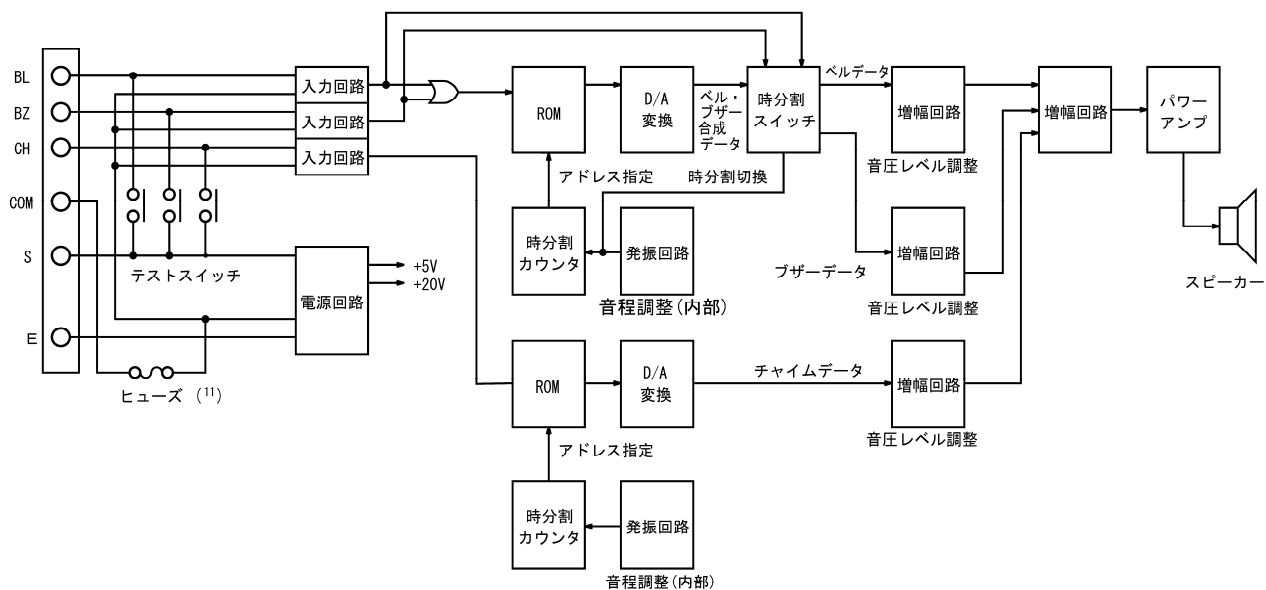 BL
BZ
CH
COM
S
E
入力回路
入力回路
入力回路
テストスイッチ
ヒューズ (11)
電源回路
+5V
+20V
ROM
D/A
変換
ベル・
ブザー
合成
データ
時分割
スイッチ
ベルデータ
増幅回路
音圧レベル調整
増幅回路
パワー
アンプ
スピーカー
アドレス指定
時分割切換
時分割
カウンタ
発振回路
音程調整(内部)
ブザーデータ
増幅回路
音圧レベル調整
ROM
D/A
変換
チャイムデータ
増幅回路
音圧レベル調整
アドレス指定
時分割
カウンタ
発振回路
音程調整(内部)